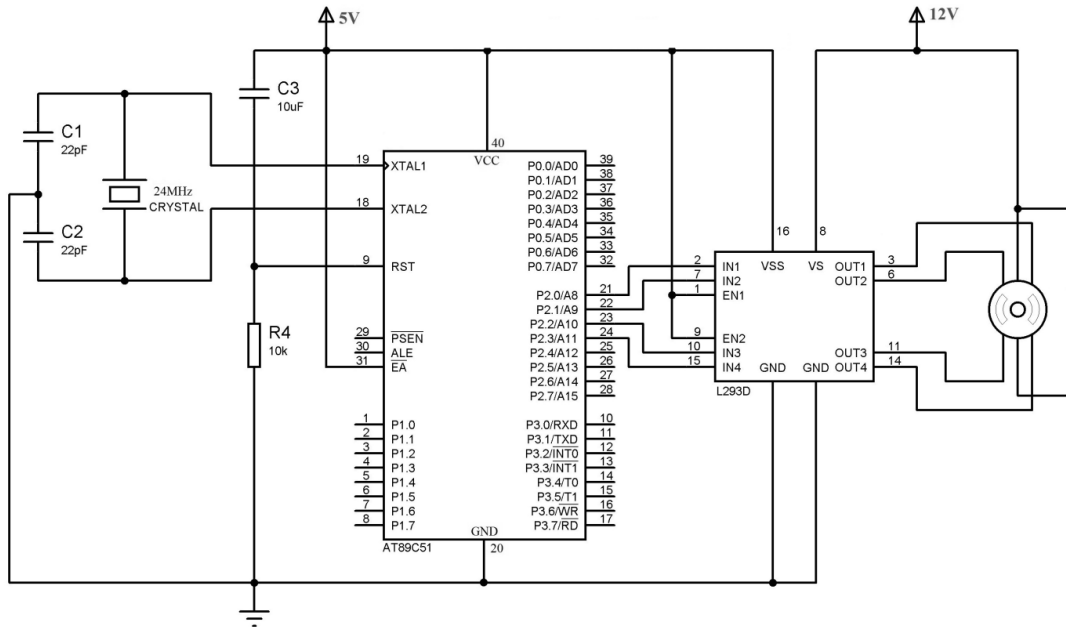 5V
12V
C3
10uF
C1
22pF
24MHz
CRYSTAL
C2
22pF
R4
10k
19
XTAL1
18
XTAL2
9
RST
29
PSEN
30
ALE
31
EA
1
P1.0
2
P1.1
3
P1.2
4
P1.3
5
P1.4
6
P1.5
7
P1.6
8
P1.7
40
VCC
P0.0/AD0
39
P0.1/AD1
38
P0.2/AD2
37
P0.3/AD3
36
P0.4/AD4
35
P0.5/AD5
34
P0.6/AD6
33
P0.7/AD7
32
P2.0/A8
21
P2.1/A9
22
P2.2/A10
23
P2.3/A11
24
P2.4/A12
25
P2.5/A13
26
P2.6/A14
27
P2.7/A15
28
P3.0/RXD
10
P3.1/TXD
11
P3.2/INT0
12
P3.3/INT1
13
P3.4/T0
14
P3.5/T1
15
P3.6/WR
16
P3.7/RD
17
GND
20
AT89C51
16
8
VSS
VS
2
IN1
7
IN2
1
EN1
9
EN2
10
IN3
15
IN4
OUT1
3
OUT2
6
OUT3
11
OUT4
14
GND
GND
L293D